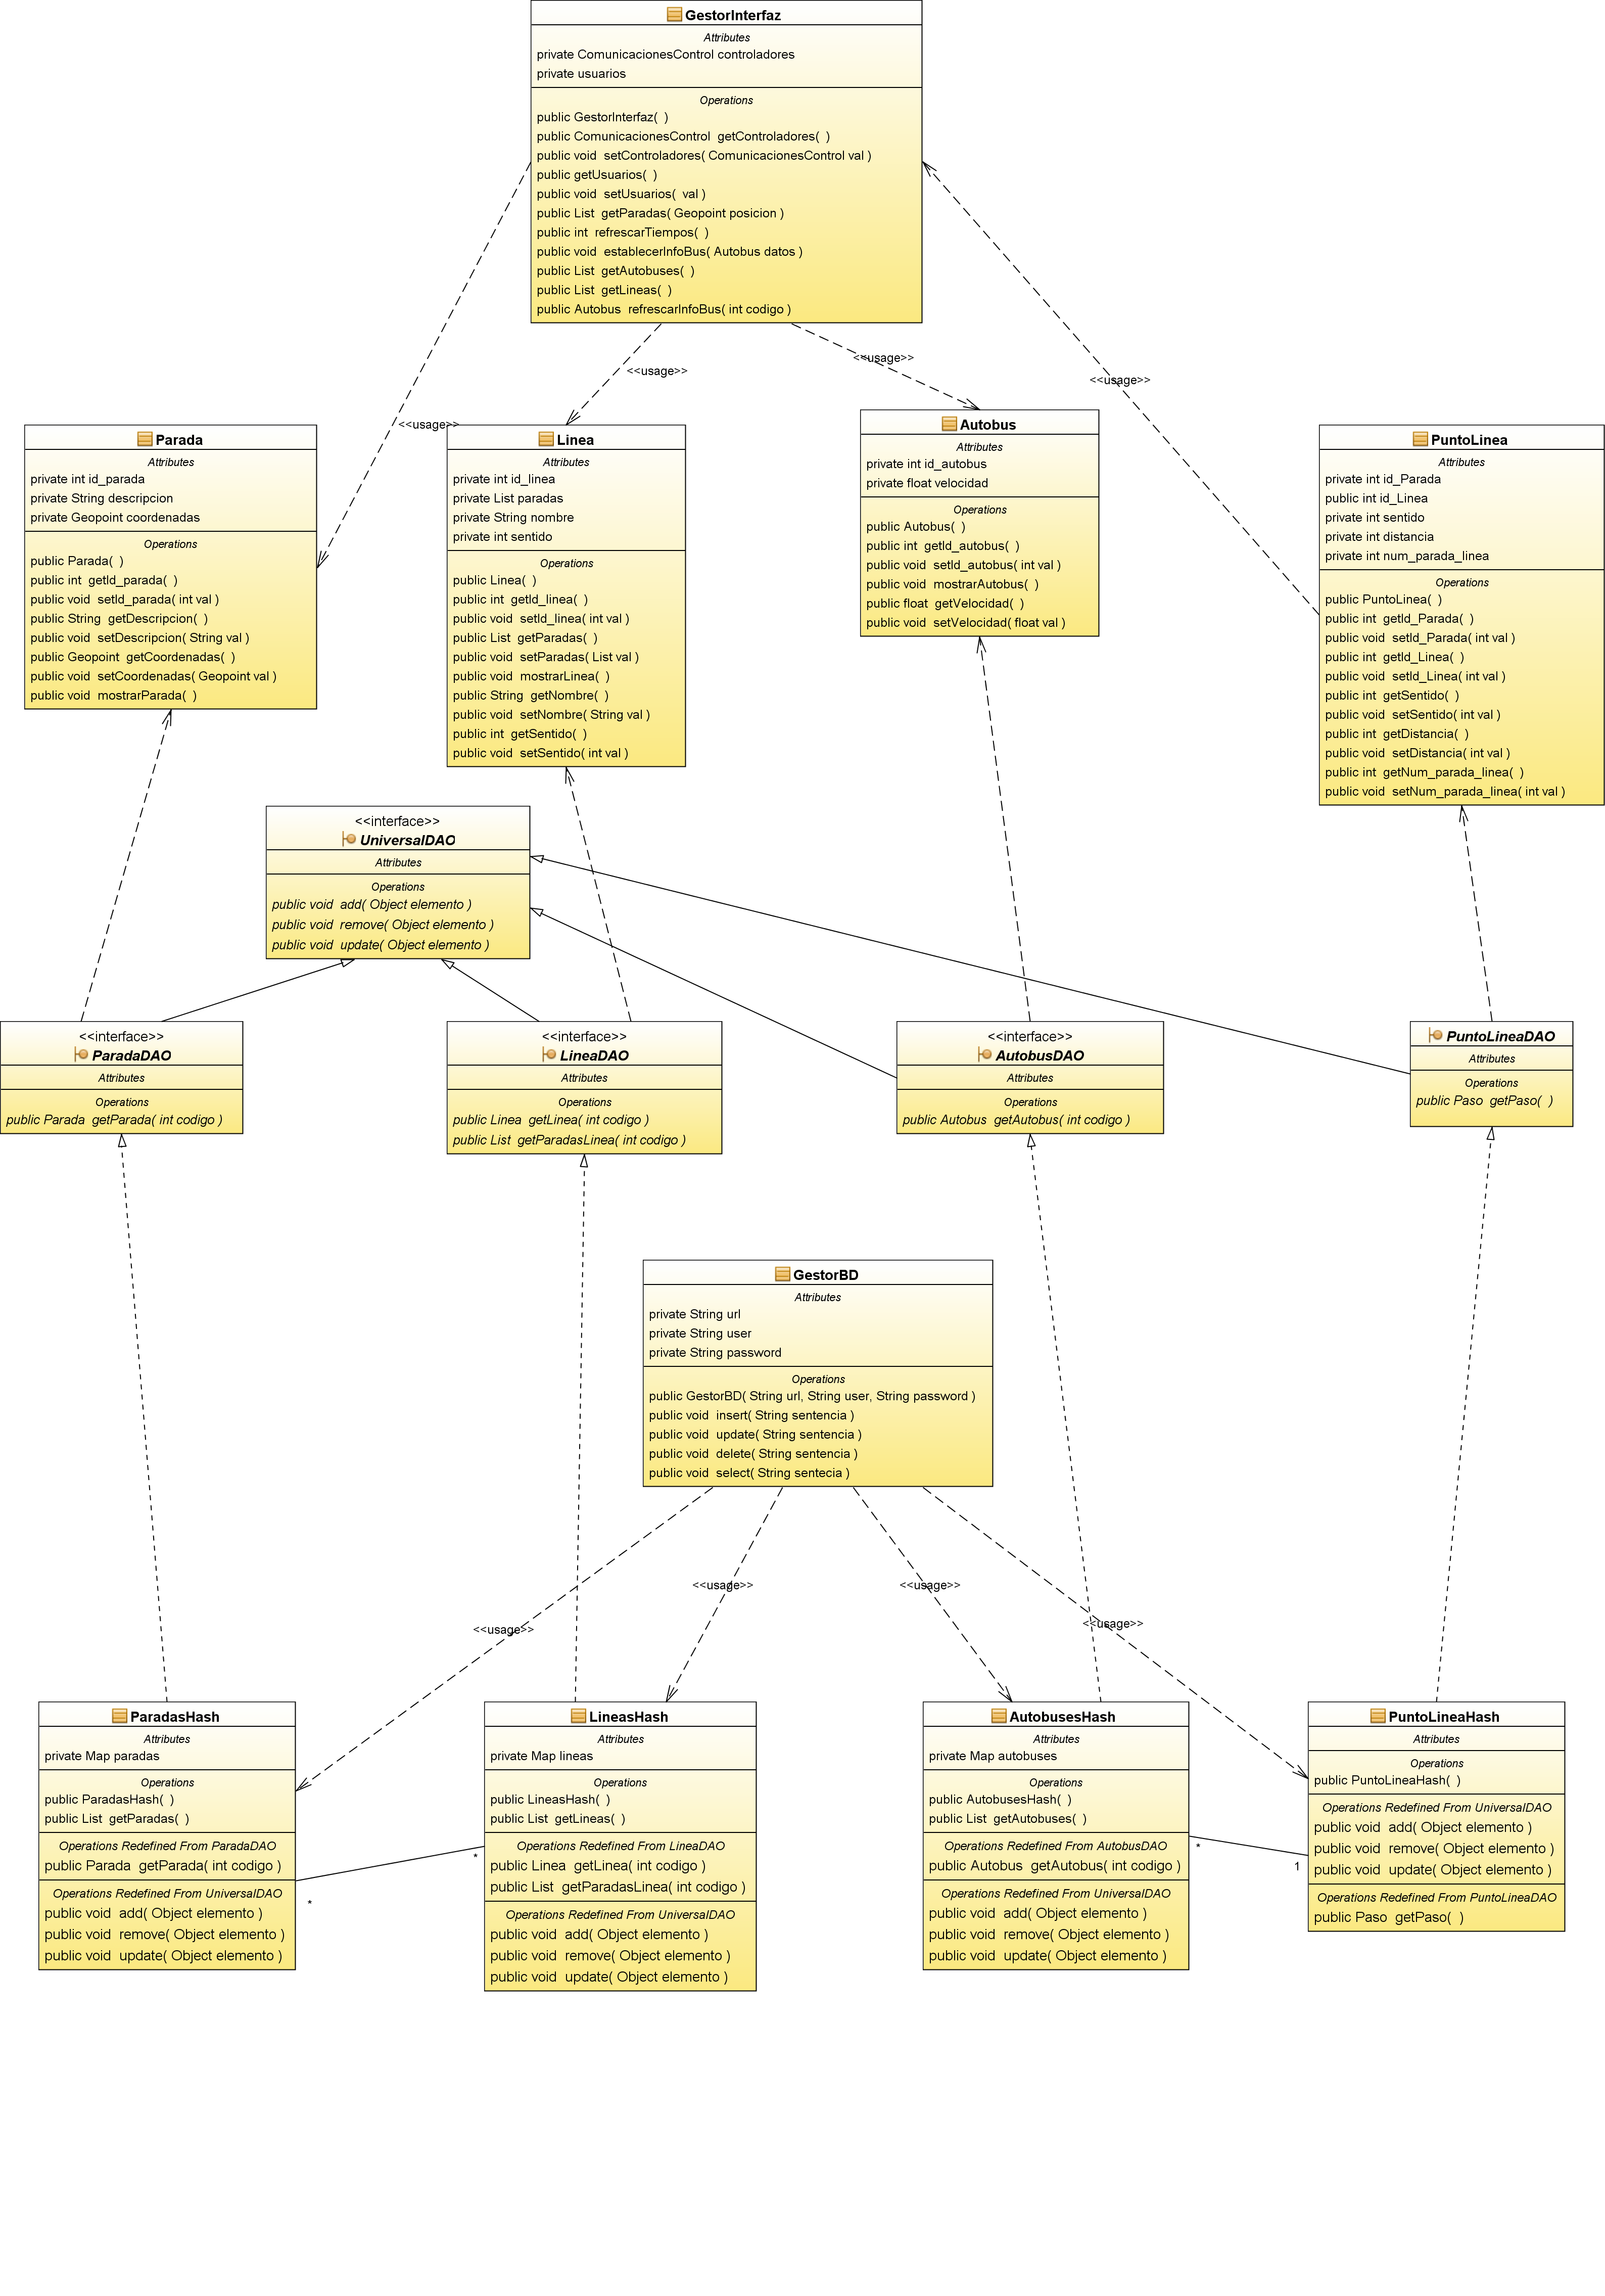 GestorInterfaz
Attributes
private ComunicacionesControl controladores
private usuarios
Operations
public GestorInterfaz( )
public ComunicacionesControl getControladores( )
public void setControladores( ComunicacionesControl val )
public getUsuarios( )
public void setUsuarios( val )
public List getParadas( Geopoint posicion )
public int refrescarTiempos( )
public void establecerInfoBus( Autobus datos )
public List getAutobuses( )
public List getLineas( )
public Autobus refrescarInfoBus( int codigo )
<<usage>>
<<usage>>
<<usage>>
<<usage>>
Parada
Attributes
private int id_parada
private String descripcion
private Geopoint coordenadas
Operations
public Parada( )
public int getId_parada( )
public void setId_parada( int val )
public String getDescripcion( )
public void setDescripcion( String val )
public Geopoint getCoordenadas( )
public void setCoordenadas( Geopoint val )
public void mostrarParada( )
Linea
Attributes
private int id_linea
private List paradas
private String nombre
private int sentido
Operations
public Linea( )
public int getId_linea( )
public void setId_linea( int val )
public List getParadas( )
public void setParadas( List val )
public void mostrarLinea( )
public String getNombre( )
public void setNombre( String val )
public int getSentido( )
public void setSentido( int val )
Autobus
Attributes
private int id_autobus
private float velocidad
Operations
public Autobus( )
public int getId_autobus( )
public void setId_autobus( int val )
public void mostrarAutobus( )
public float getVelocidad( )
public void setVelocidad( float val )
PuntoLinea
Attributes
private int id_Parada
public int id_Linea
private int sentido
private int distancia
private int num_parada_linea
Operations
public PuntoLinea( )
public int getId_Parada( )
public void setId_Parada( int val )
public int getId_Linea( )
public void setId_Linea( int val )
public int getSentido( )
public void setSentido( int val )
public int getDistancia( )
public void setDistancia( int val )
public int getNum_parada_linea( )
public void setNum_parada_linea( int val )
<<interface>>
UniversalDAO
Attributes
Operations
public void add( Object elemento )
public void remove( Object elemento )
public void update( Object elemento )
<<interface>>
ParadaDAO
Attributes
Operations
public Parada getParada( int codigo )
<<interface>>
LineaDAO
Attributes
Operations
public Linea getLinea( int codigo )
public List getParadasLinea( int codigo )
<<interface>>
AutobusDAO
Attributes
Operations
public Autobus getAutobus( int codigo )
PuntoLineaDAO
Attributes
Operations
public Paso getPaso( )
GestorBD
Attributes
private String url
private String user
private String password
Operations
public GestorBD( String url, String user, String password )
public void insert( String sentencia )
public void update( String sentencia )
public void delete( String sentencia )
public void select( String sentecia )
<<usage>>
<<usage>>
<<usage>>
<<usage>>
ParadasHash
Attributes
private Map paradas
Operations
public ParadasHash( )
public List getParadas( )
Operations Redefined From ParadaDAO
public Parada getParada( int codigo )
Operations Redefined From UniversalDAO
public void add( Object elemento )
public void remove( Object elemento )
public void update( Object elemento )
*
*
LineasHash
Attributes
private Map lineas
Operations
public LineasHash( )
public List getLineas( )
Operations Redefined From LineaDAO
public Linea getLinea( int codigo )
public List getParadasLinea( int codigo )
Operations Redefined From UniversalDAO
public void add( Object elemento )
public void remove( Object elemento )
public void update( Object elemento )
AutobusesHash
Attributes
private Map autobuses
Operations
public AutobusesHash( )
public List getAutobuses( )
Operations Redefined From AutobusDAO
public Autobus getAutobus( int codigo )
Operations Redefined From UniversalDAO
public void add( Object elemento )
public void remove( Object elemento )
public void update( Object elemento )
*
1
PuntoLineaHash
Attributes
Operations
public PuntoLineaHash( )
Operations Redefined From UniversalDAO
public void add( Object elemento )
public void remove( Object elemento )
public void update( Object elemento )
Operations Redefined From PuntoLineaDAO
public Paso getPaso( )